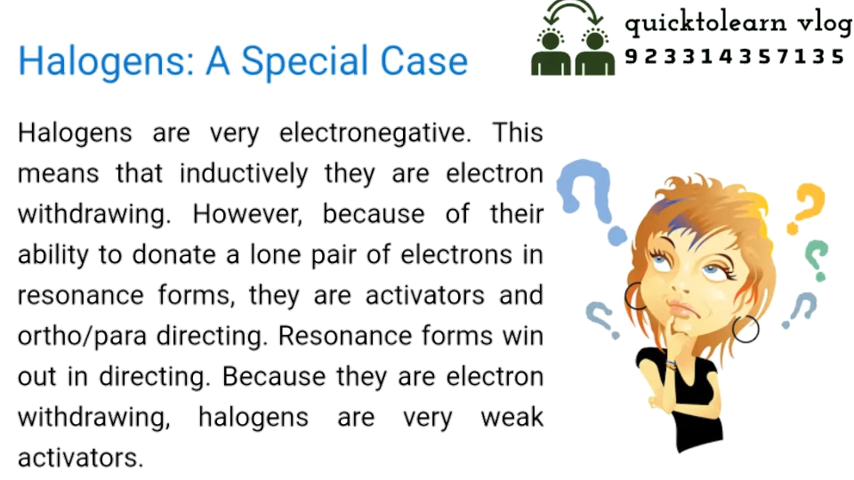 quicktolearn vlog
923314357135
Halogens: A Special Case
Halogens are very electronegative. This
means that inductively they are electron
withdrawing. However, because of their
ability to donate a lone pair of electrons in
resonance forms, they are activators and
ortho/para directing. Resonance forms win
out in directing. Because they are electron
withdrawing, halogens are very weak
activators.